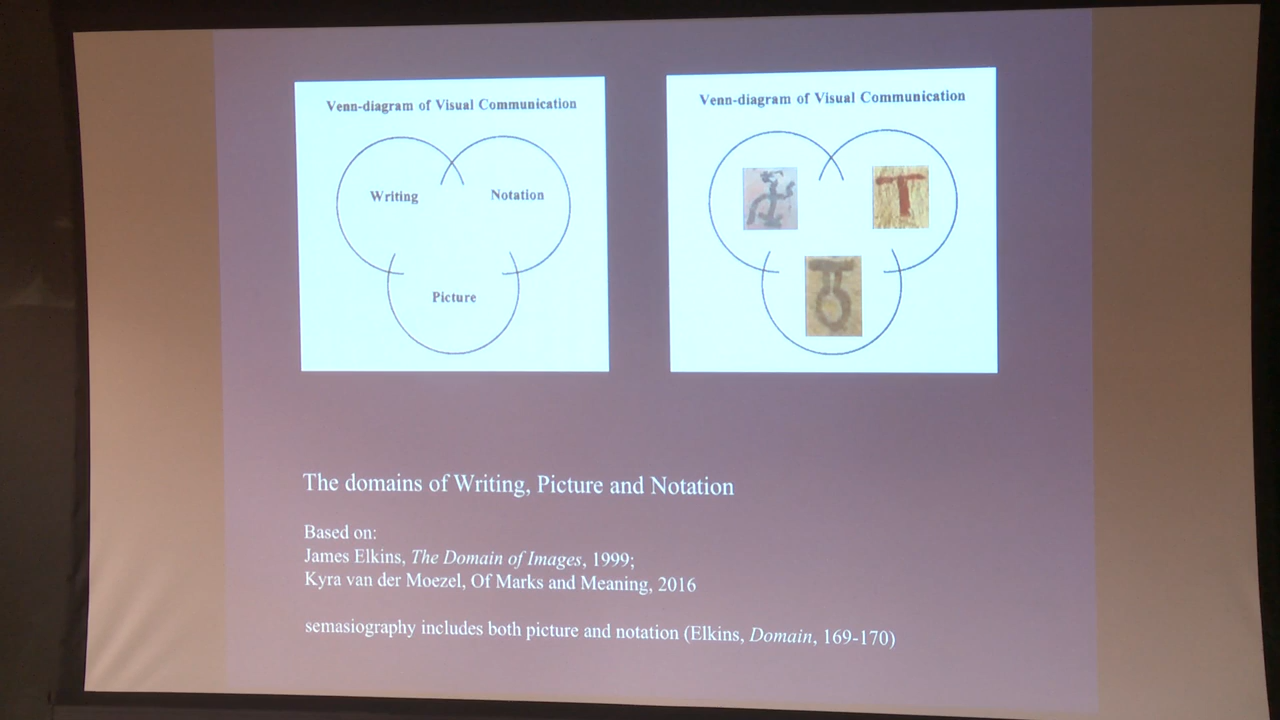 Venn-diagram of Visual Communication
Writing
Notation
Picture
Venn-diagram of Visual Communication
T
The domains of Writing, Picture and Notation
Based on:
James Elkins, The Domain of Images, 1999;
Kyra van der Moezel, Of Marks and Meaning, 2016
semasiography includes both picture and notation (Elkins, Domain, 169-170)